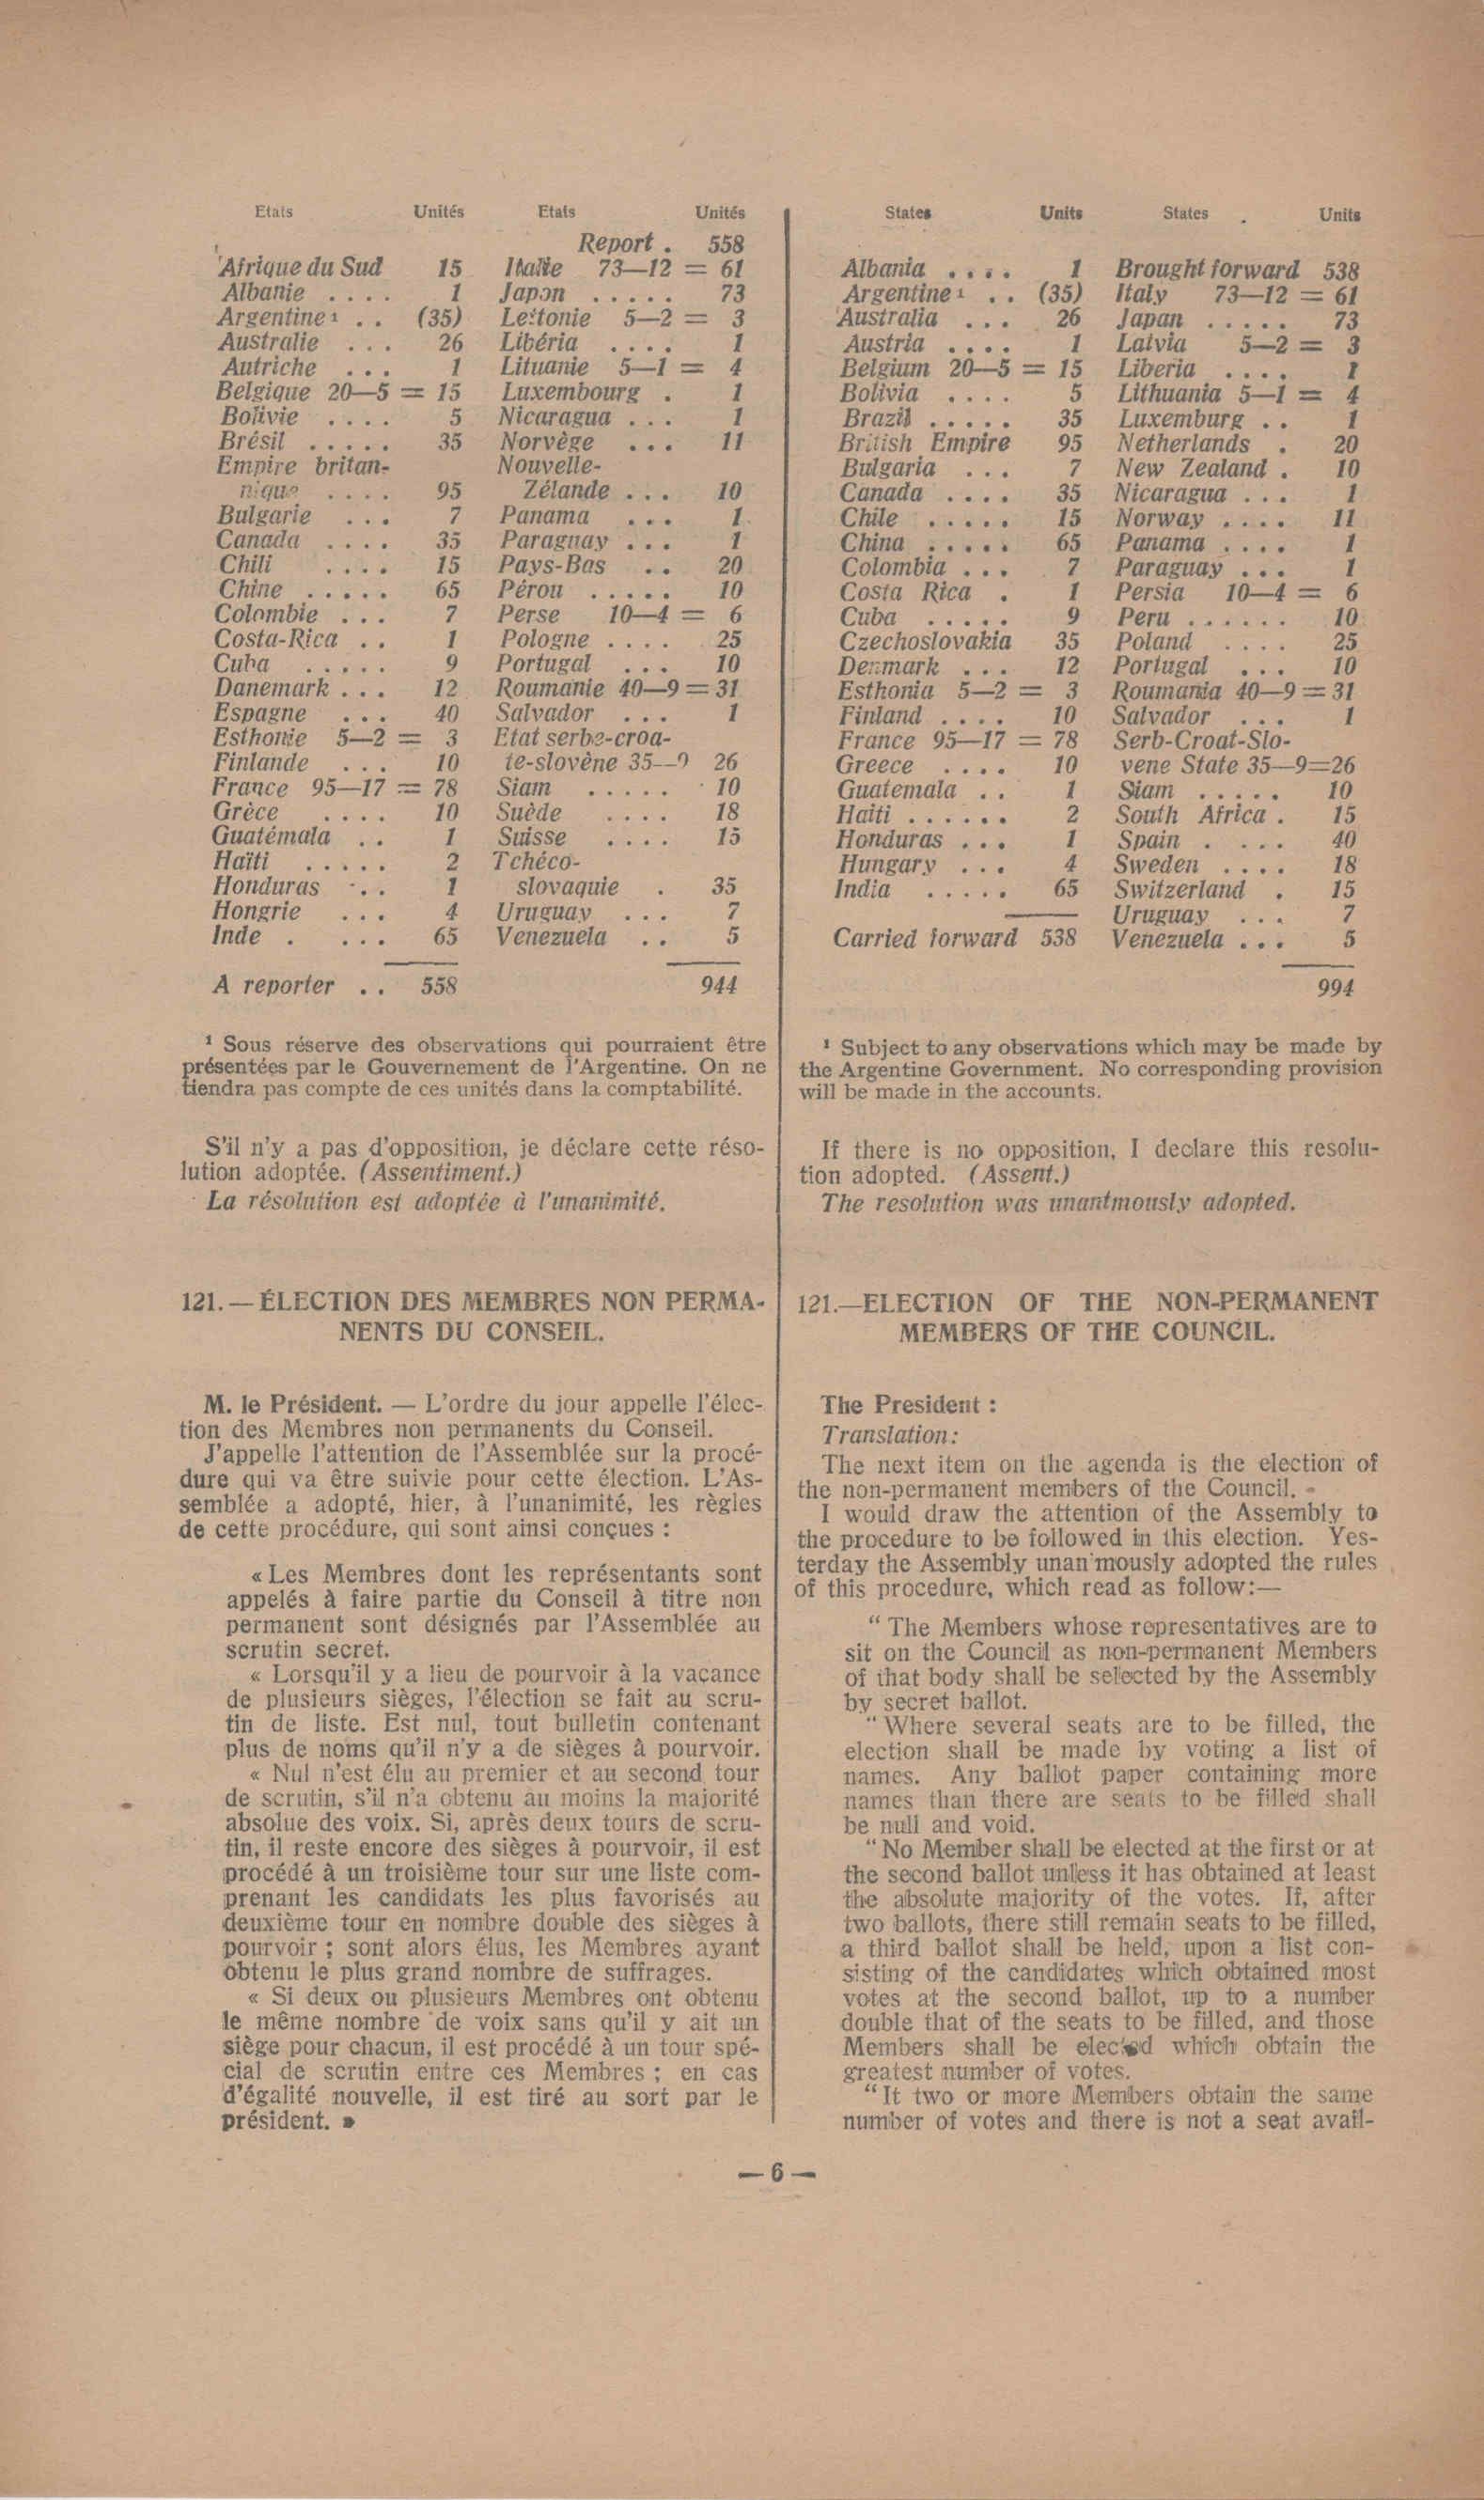 Etats Unités Etats Unités
Report . 558
Afrique du Sud 15 Italie 73—12 = 61
Albanie . . . . 1 Japon . . . . . 73
Argentine ¹ . . (35) Lettonie 5—2 = 3
Australie . . . 26 Libéria . . . . 1
Autriche . . . 1 Lituanie 5—1 = 4
Belgique 20—5 = 15 Luxembourg . 1
Bolivie . . . . 5 Nicaragua . . . 1
Brésil . . . . . 35 Norvège . . . 11
Empire britan- Nouvelle-
nique . . . . 95 Zélande . . . 10
Bulgarie . . . 7 Panama . . . 1
Canada . . . . 35 Paraguay . . . 1
Chili . . . . 15 Pays-Bas . . 20
Chine . . . . . 65 Pérou . . . . . 10
Colombie . . . 7 Perse 10—4 = 6
Costa-Rica . . 1 Pologne . . . . 25
Cuba . . . . . 9 Portugal . . . 10
Danemark . . . 12 Roumanie 40—9 = 31
Espagne . . . 40 Salvador . . . 1
Esthonie 5—2 = 3 Etat serbe-croa-
Finlande . . . 10 te-slovène 35--9 26
France 95—17 = 78 Siam . . . . . 10
Grèce . . . . 10 Suède . . . . 18
Guatémala . . 1 Suisse . . . . 15
Haïti . . . . . 2 Tchéco-
Honduras . . . 1 slovaquie . 35
Hongrie . . . 4 Uruguay . . . 7
Inde . . . . 65 Venezuela . . 5
A reporter . . 558 944
¹ Sous réserve des observations qui pourraient être
présentées par le Gouvernement de l'Argentine. On ne
tiendra pas compte de ces unités dans la comptabilité.
S'il n'y a pas d'opposition, je déclare cette réso-
lution adoptée. (Assentiment.)
La résolution est adoptée à l'unanimité.
121. — ÉLECTION DES MEMBRES NON PERMA-
NENTS DU CONSEIL.
M. le Président. — L'ordre du jour appelle l'élec-
tion des Membres non permanents du Conseil.
J'appelle l'attention de l'Assemblée sur la procé-
dure qui va être suivie pour cette élection. L'As-
semblée a adopté, hier, à l'unanimité, les règles
de cette procédure, qui sont ainsi conçues :
« Les Membres dont les représentants sont
appelés à faire partie du Conseil à titre non
permanent sont désignés par l'Assemblée au
scrutin secret.
« Lorsqu'il y a lieu de pourvoir à la vacance
de plusieurs sièges, l'élection se fait au scru-
tin de liste. Est nul, tout bulletin contenant
plus de noms qu'il n'y a de sièges à pourvoir.
« Nul n'est élu au premier et au second tour
de scrutin, s'il n'a obtenu au moins la majorité
absolue des voix. Si, après deux tours de scru-
tin, il reste encore des sièges à pourvoir, il est
procédé à un troisième tour sur une liste com-
prenant les candidats les plus favorisés au
deuxième tour en nombre double des sièges à
pourvoir ; sont alors élus, les Membres ayant
obtenu le plus grand nombre de suffrages.
« Si deux ou plusieurs Membres ont obtenu
le même nombre de voix sans qu'il y ait un
siège pour chacun, il est procédé à un tour spé-
cial de scrutin entre ces Membres ; en cas
d'égalité nouvelle, il est tiré au sort par le
président. »
States Units States Units
Albania . . . . 1 Brought forward 538
Argentine ¹ . . (35) Italy 73—12 = 61
Australia . . . 26 Japan . . . . . 73
Austria . . . . 1 Latvia 5—2 = 3
Belgium 20—5 = 15 Liberia . . . . 1
Bolivia . . . . 5 Lithuania 5—1 = 4
Brazil . . . . . 35 Luxemburg . . 1
British Empire 95 Netherlands . 20
Bulgaria . . . 7 New Zealand . 10
Canada . . . . 35 Nicaragua . . . 1
Chile . . . . . 15 Norway . . . . 11
China . . . . . 65 Panama . . . . 1
Colombia . . . 7 Paraguay . . . 1
Costa Rica . 1 Persia 10—4 = 6
Cuba . . . . . 9 Peru . . . . . . 10
Czechoslovakia 35 Poland . . . . 25
Denmark . . . 12 Portugal . . . 10
Esthonia 5—2 = 3 Roumania 40—9 = 31
Finland . . . . 10 Salvador . . . 1
France 95—17 = 78 Serb-Croat-Slo-
Greece . . . . 10 vene State 35—9=26
Guatemala . . 1 Siam . . . . . 10
Haiti . . . . . . 2 South Africa . 15
Honduras . . . 1 Spain . . . . 40
Hungary . . . 4 Sweden . . . . 18
India . . . . . 65 Switzerland . 15
Uruguay . . . 7
Carried forward 538 Venezuela . . . 5
994
¹ Subject to any observations which may be made by
the Argentine Government. No corresponding provision
will be made in the accounts.
If there is no opposition, I declare this resolu-
tion adopted. (Assent.)
The resolution was unantmously adopted.
121.—ELECTION OF THE NON-PERMANENT
MEMBERS OF THE COUNCIL.
The President :
Translation:
The next item on the agenda is the election of
the non-permanent members of the Council.
I would draw the attention of the Assembly to
the procedure to be followed in this election. Yes-
terday the Assembly unan'mously adopted the rules
of this procedure, which read as follow:—
" The Members whose representatives are to
sit on the Council as non-permanent Members
of that body shall be selected by the Assembly
by secret ballot.
" Where several seats are to be filled, the
election shall be made by voting a list of
names. Any ballot paper containing more
names than there are seats to be filled shall
be null and void.
" No Member shall be elected at the first or at
the second ballot unless it has obtained at least
the absolute majority of the votes. If, after
two ballots, there still remain seats to be filled,
a third ballot shall be held, upon a list con-
sisting of the candidates which obtained most
votes at the second ballot, up to a number
double that of the seats to be filled, and those
Members shall be elected which obtain the
greatest number of votes.
" It two or more Members obtain the same
number of votes and there is not a seat avail-
— 6 —